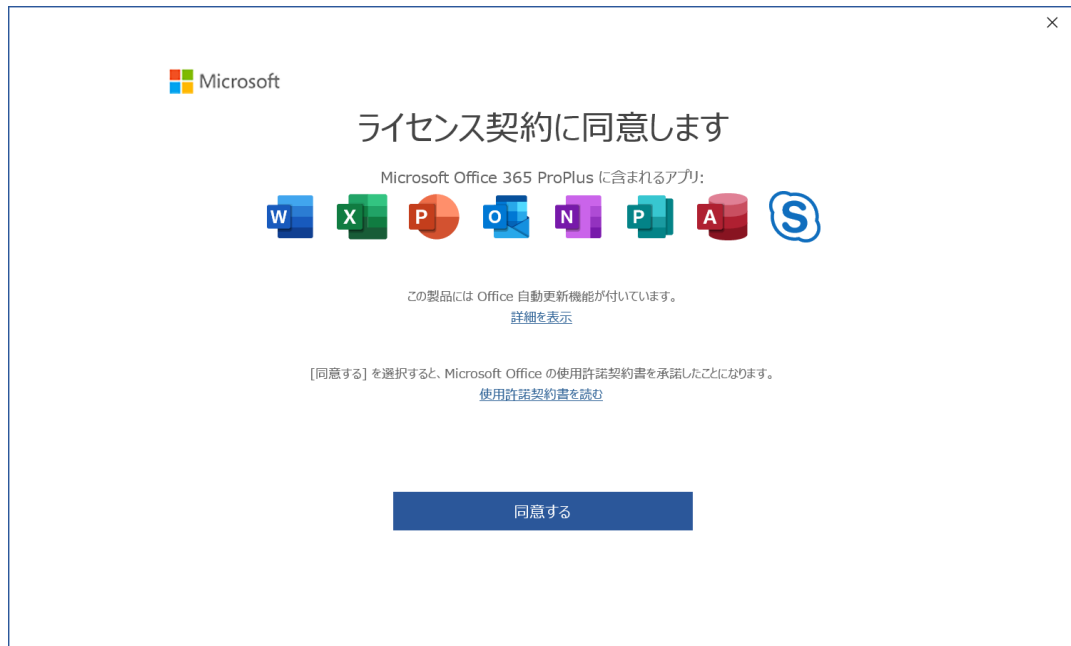 Microsoft
ライセンス契約に同意します
Microsoft Office 365 ProPlus に含まれるアプリ:
W X P O N P A S
この製品には Office 自動更新機能が付いています。
詳細を表示
[同意する] を選択すると、Microsoft Office の使用許諾契約書を承諾したことになります。
使用許諾契約書を読む
同意する